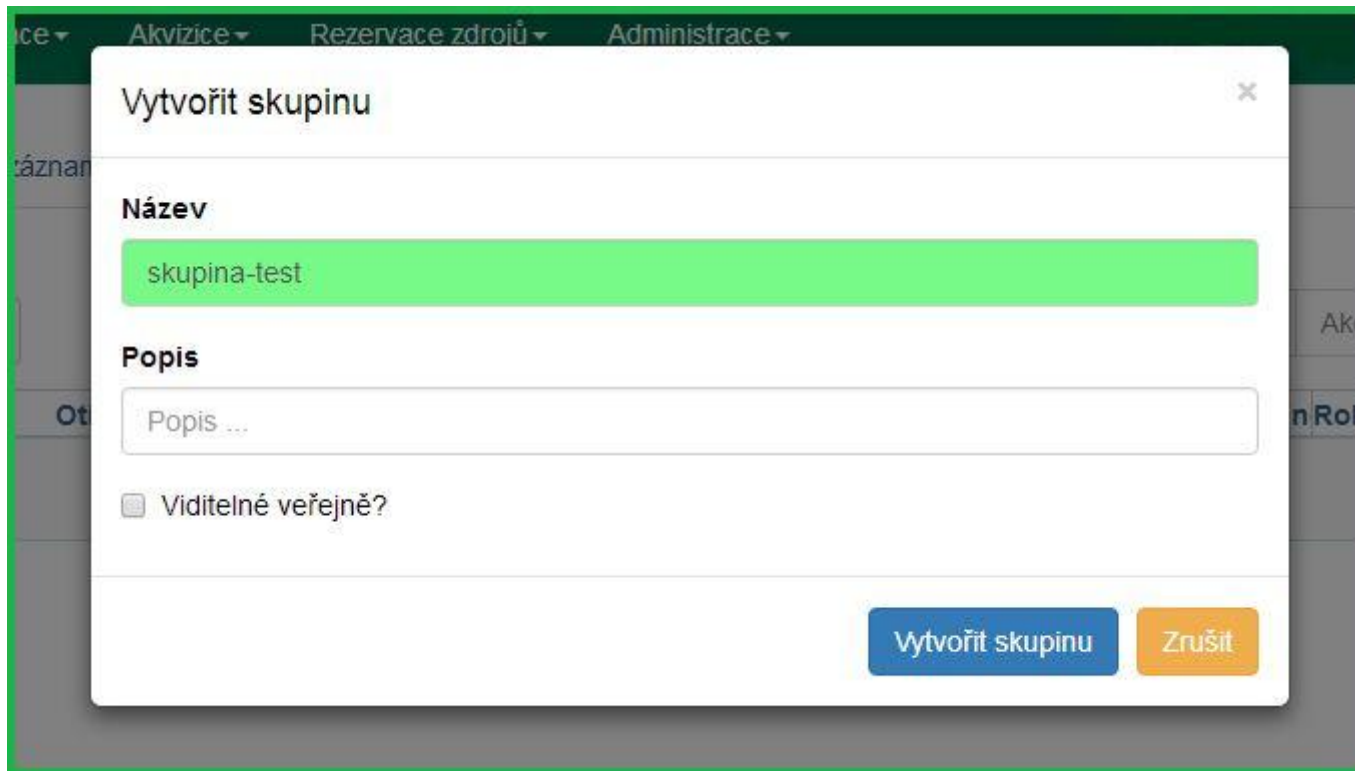 Akvizice Rezervace zdrojů Administrace
Vytvořit skupinu
×
Název
skupina-test
Popis
Popis ...
Viditelné veřejně?
Vytvořit skupinu Zrušit